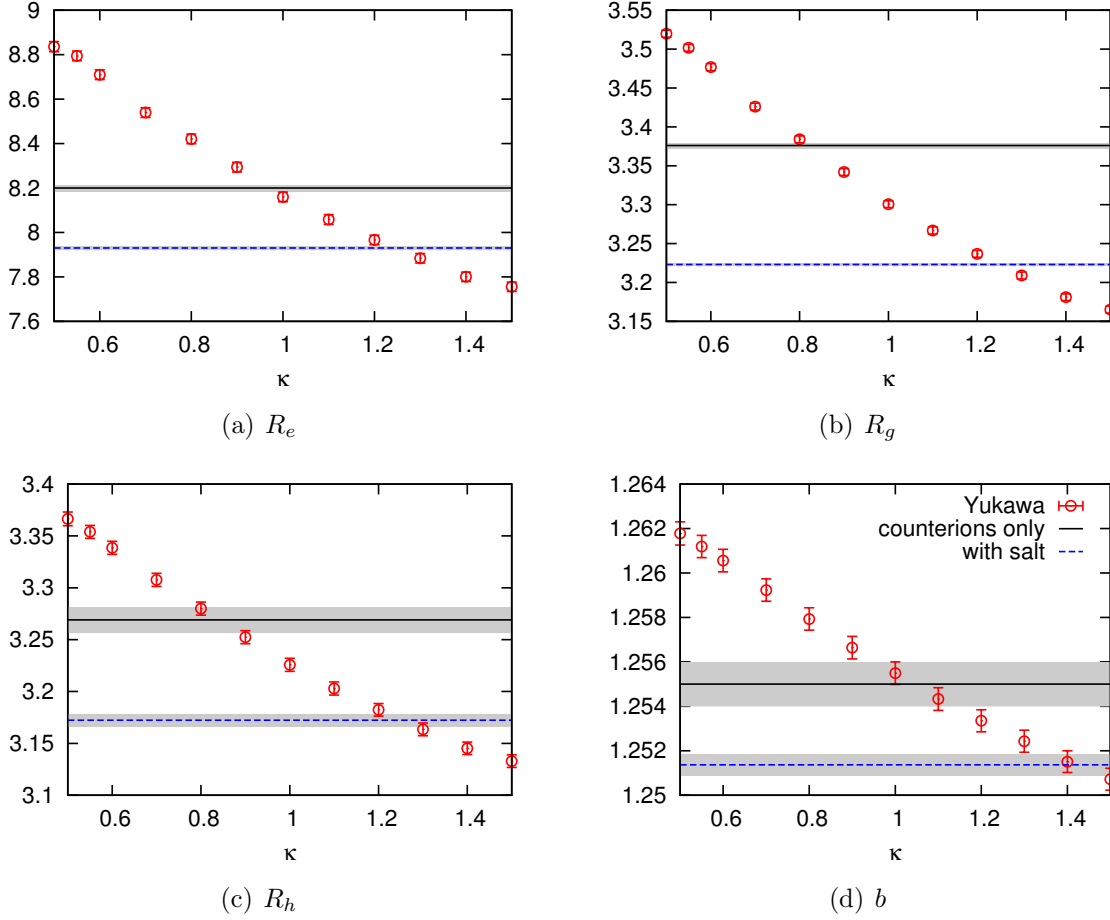 9
8.8
8.6
8.4
8.2
8
7.8
7.6
0.6 0.8 1 1.2 1.4
κ
(a) R_e
3.55
3.5
3.45
3.4
3.35
3.3
3.25
3.2
3.15
0.6 0.8 1 1.2 1.4
κ
(b) R_g
3.4
3.35
3.3
3.25
3.2
3.15
3.1
0.6 0.8 1 1.2 1.4
κ
(c) R_h
1.264
1.262
1.26
1.258
1.256
1.254
1.252
1.25
Yukawa
counterions only
with salt
0.6 0.8 1 1.2 1.4
κ
(d) b